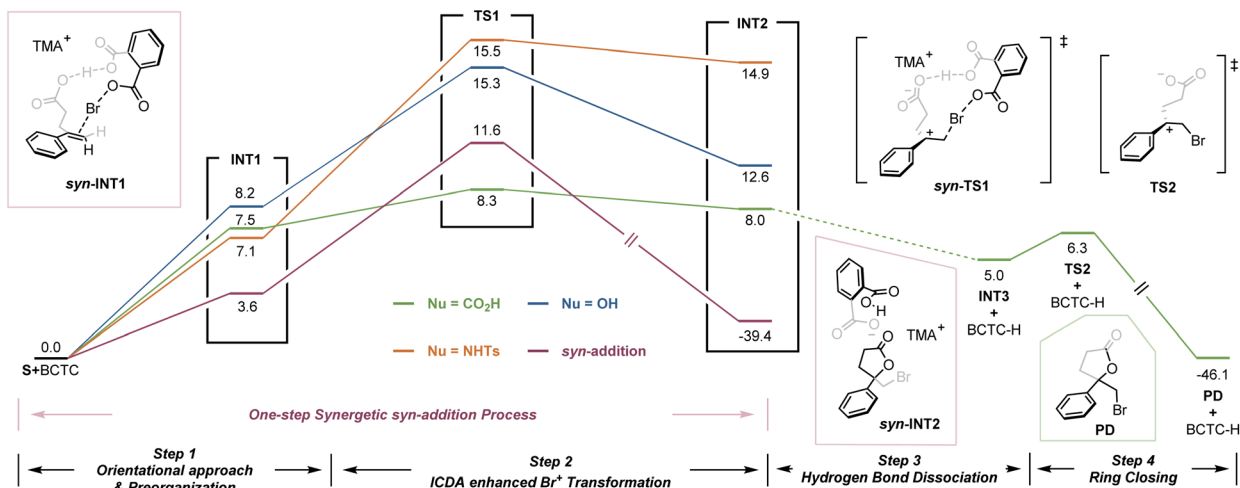 TMA+
O
H
O
O
O
O
O
Br
H
H
syn-INT1
TS1
15.5
15.3
11.6
8.3
INT1
8.2
7.5
7.1
3.6
INT2
14.9
12.6
8.0
-39.4
0.0
S+BCTC
Nu = CO2H
Nu = OH
Nu = NHTs
syn-addition
TMA+
O
H
O
O
O
O
O
Br
+
syn-TS1
‡
-O
O
Br
+
TS2
‡
O
O
H
O
O-
TMA+
O
O
Br
syn-INT2
5.0
INT3
+
BCTC-H
6.3
TS2
+
BCTC-H
O
O
Br
PD
-46.1
PD
+
BCTC-H
One-step Synergetic syn-addition Process
Step 1
Orientational approach
& Preorganization
Step 2
ICDA enhanced Br+ Transformation
Step 3
Hydrogen Bond Dissociation
Step 4
Ring Closing